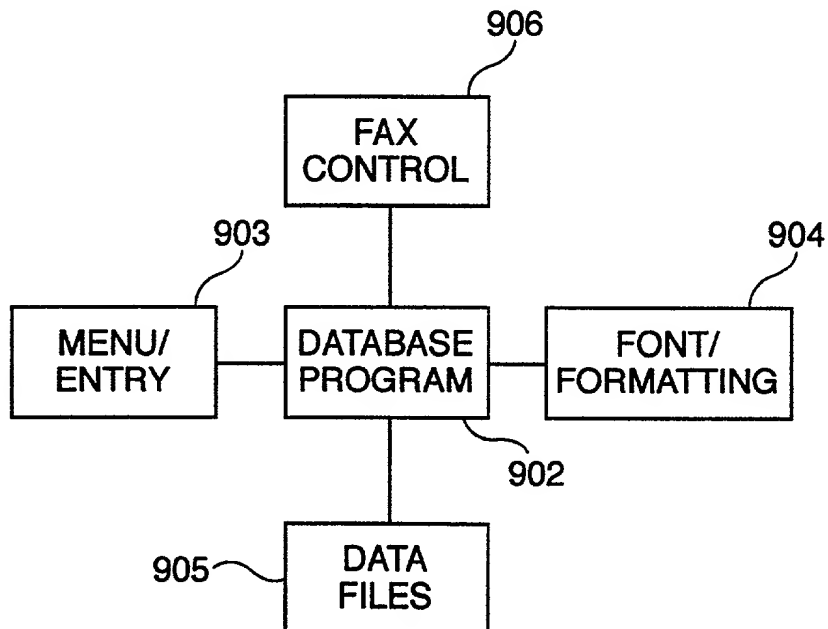 906
FAX
CONTROL
903
904
MENU/
ENTRY
DATABASE
PROGRAM
FONT/
FORMATTING
902
905
DATA
FILES